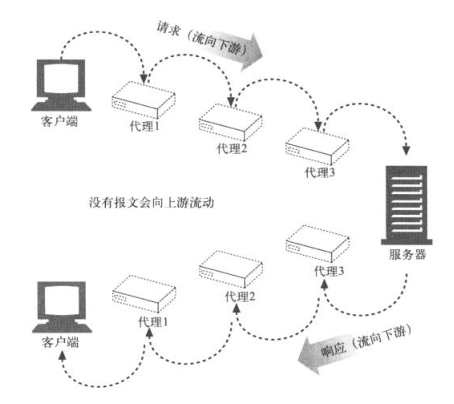 请求（流向下游）
客户端
代理1
代理2
代理3
没有报文会向上游流动
服务器
代理3
代理2
代理1
客户端
响应（流向下游）